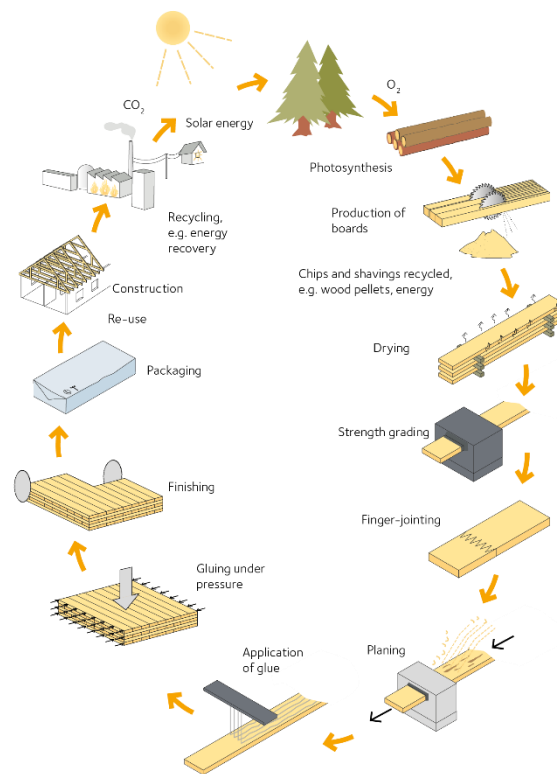 CO₂
Solar energy
O₂
Photosynthesis
Production of
boards
Chips and shavings recycled,
e.g. wood pellets, energy
Drying
Strength grading
Finger-jointing
Planing
Application
of glue
Gluing under
pressure
Finishing
Packaging
Re-use
Construction
Recycling,
e.g. energy
recovery